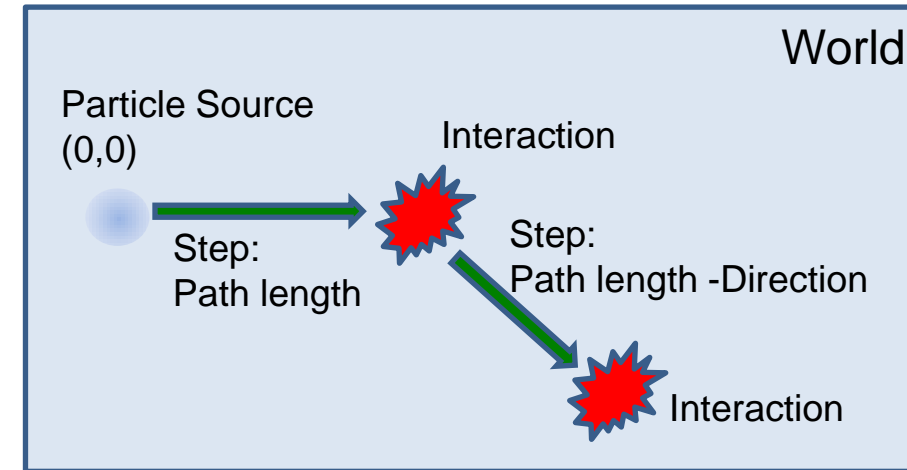 World
Particle Source
(0,0)
Interaction
Step:
Path length
Step:
Path length -Direction
Interaction